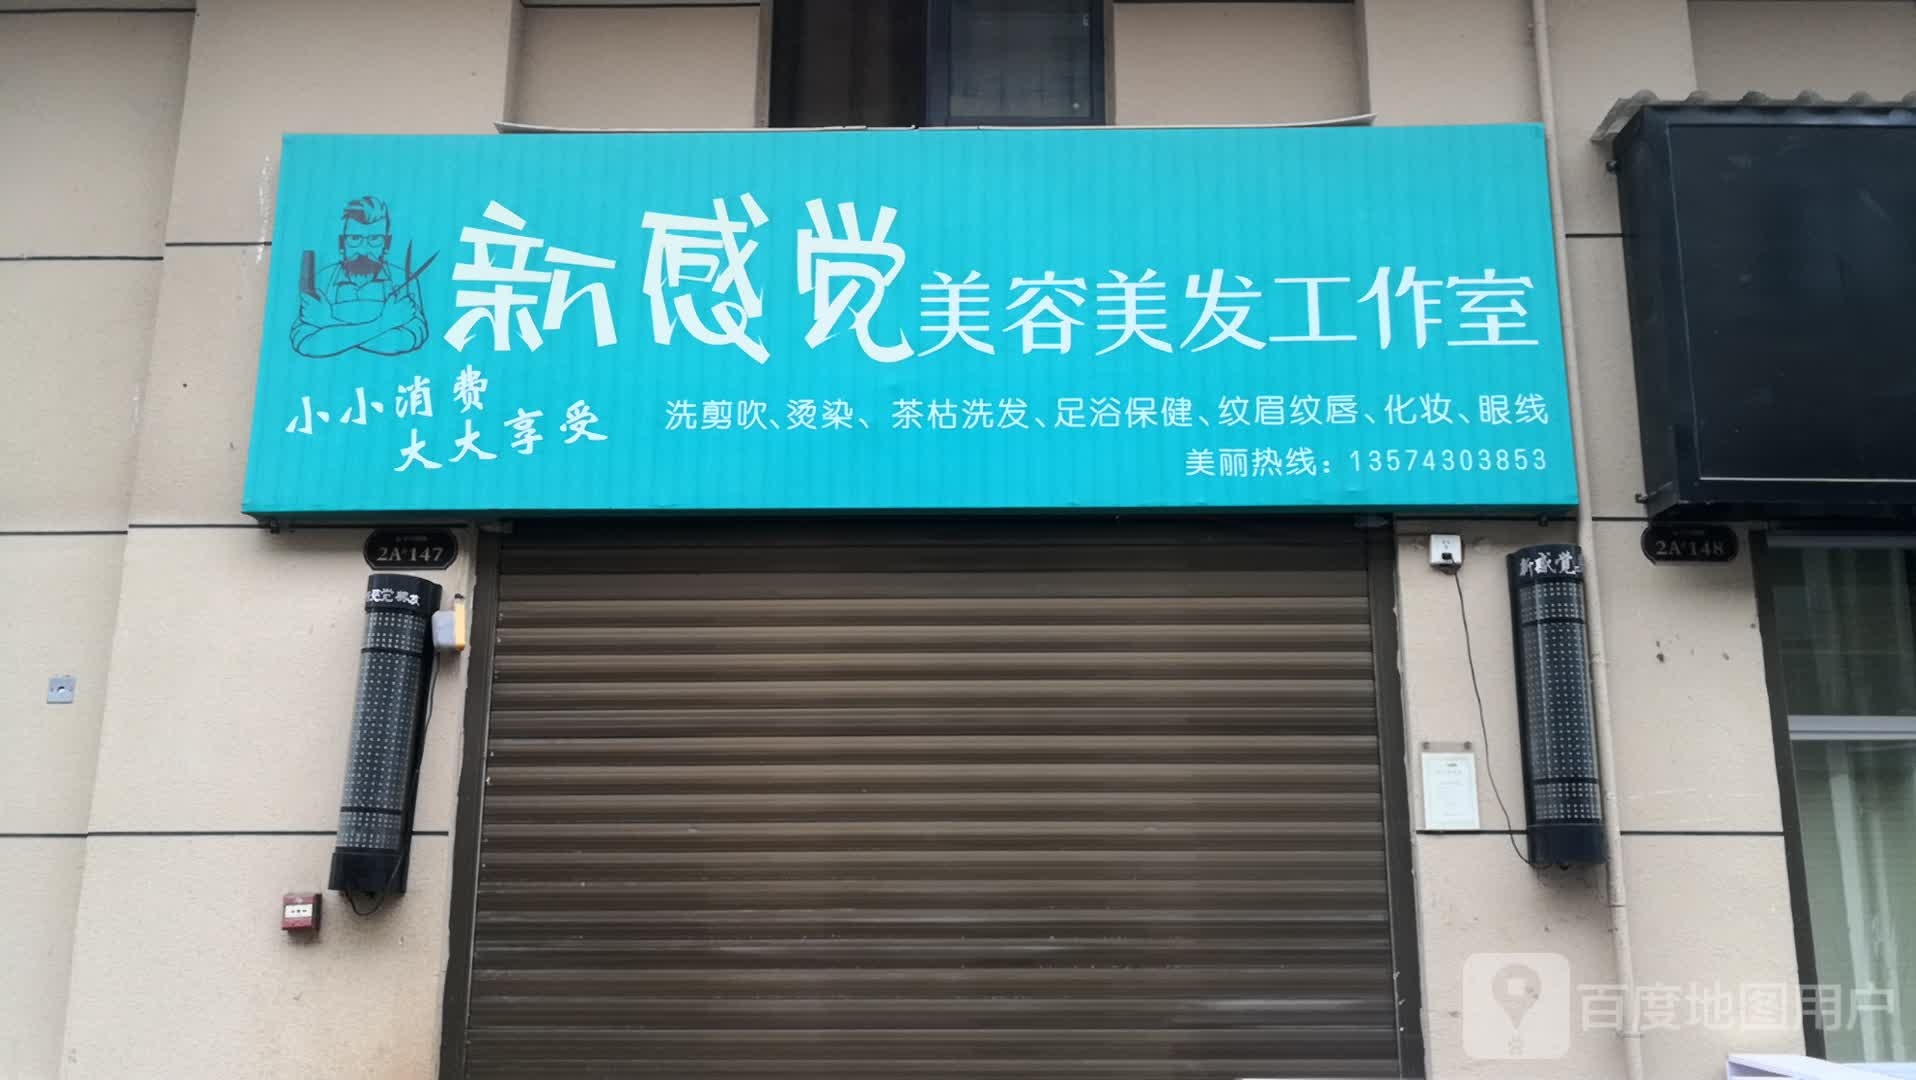 新感觉美容美发工作室
小小消费
大大享受
洗剪吹、烫染、茶枯洗发、足浴保健、纹眉纹唇、化妆、眼线
美丽热线：13574303853
2A#147
2A#148
新感觉
百度地图用户